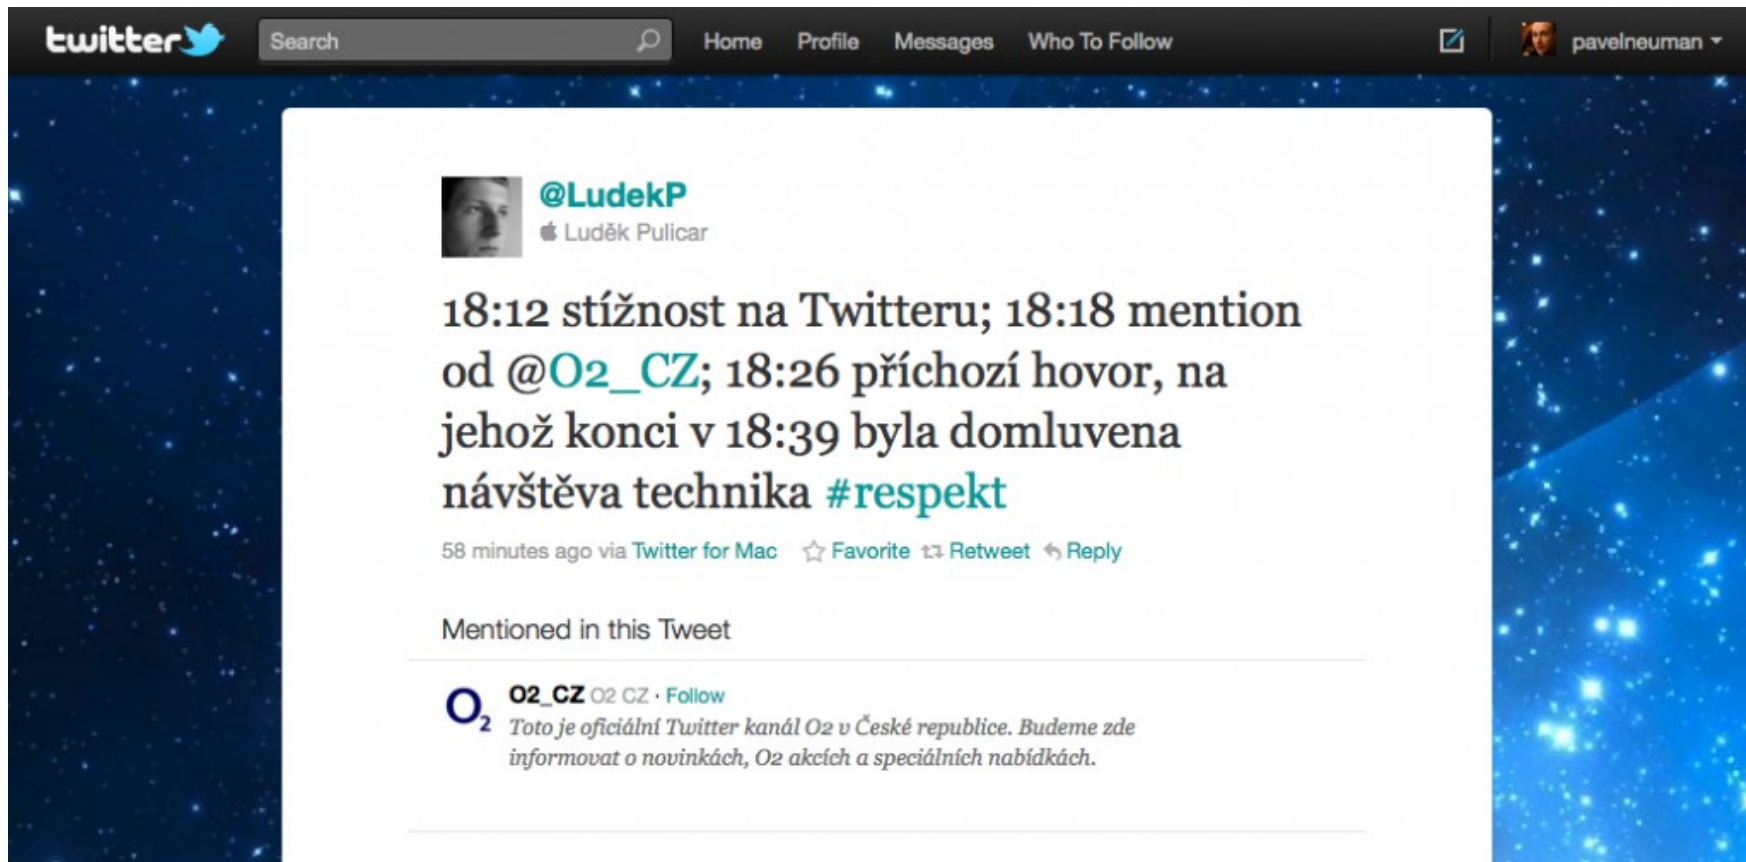 twitter Search Home Profile Messages Who To Follow pavelneuman
@LudekP
Luděk Pulicar
18:12 stížnost na Twitteru; 18:18 mention
od @O2_CZ; 18:26 příchozí hovor, na
jehož konci v 18:39 byla domluvena
návštěva technika #respekt
58 minutes ago via Twitter for Mac Favorite Retweet Reply
Mentioned in this Tweet
O2 O2_CZ O2 CZ · Follow
Toto je oficiální Twitter kanál O2 v České republice. Budeme zde
informovat o novinkách, O2 akcích a speciálních nabídkách.